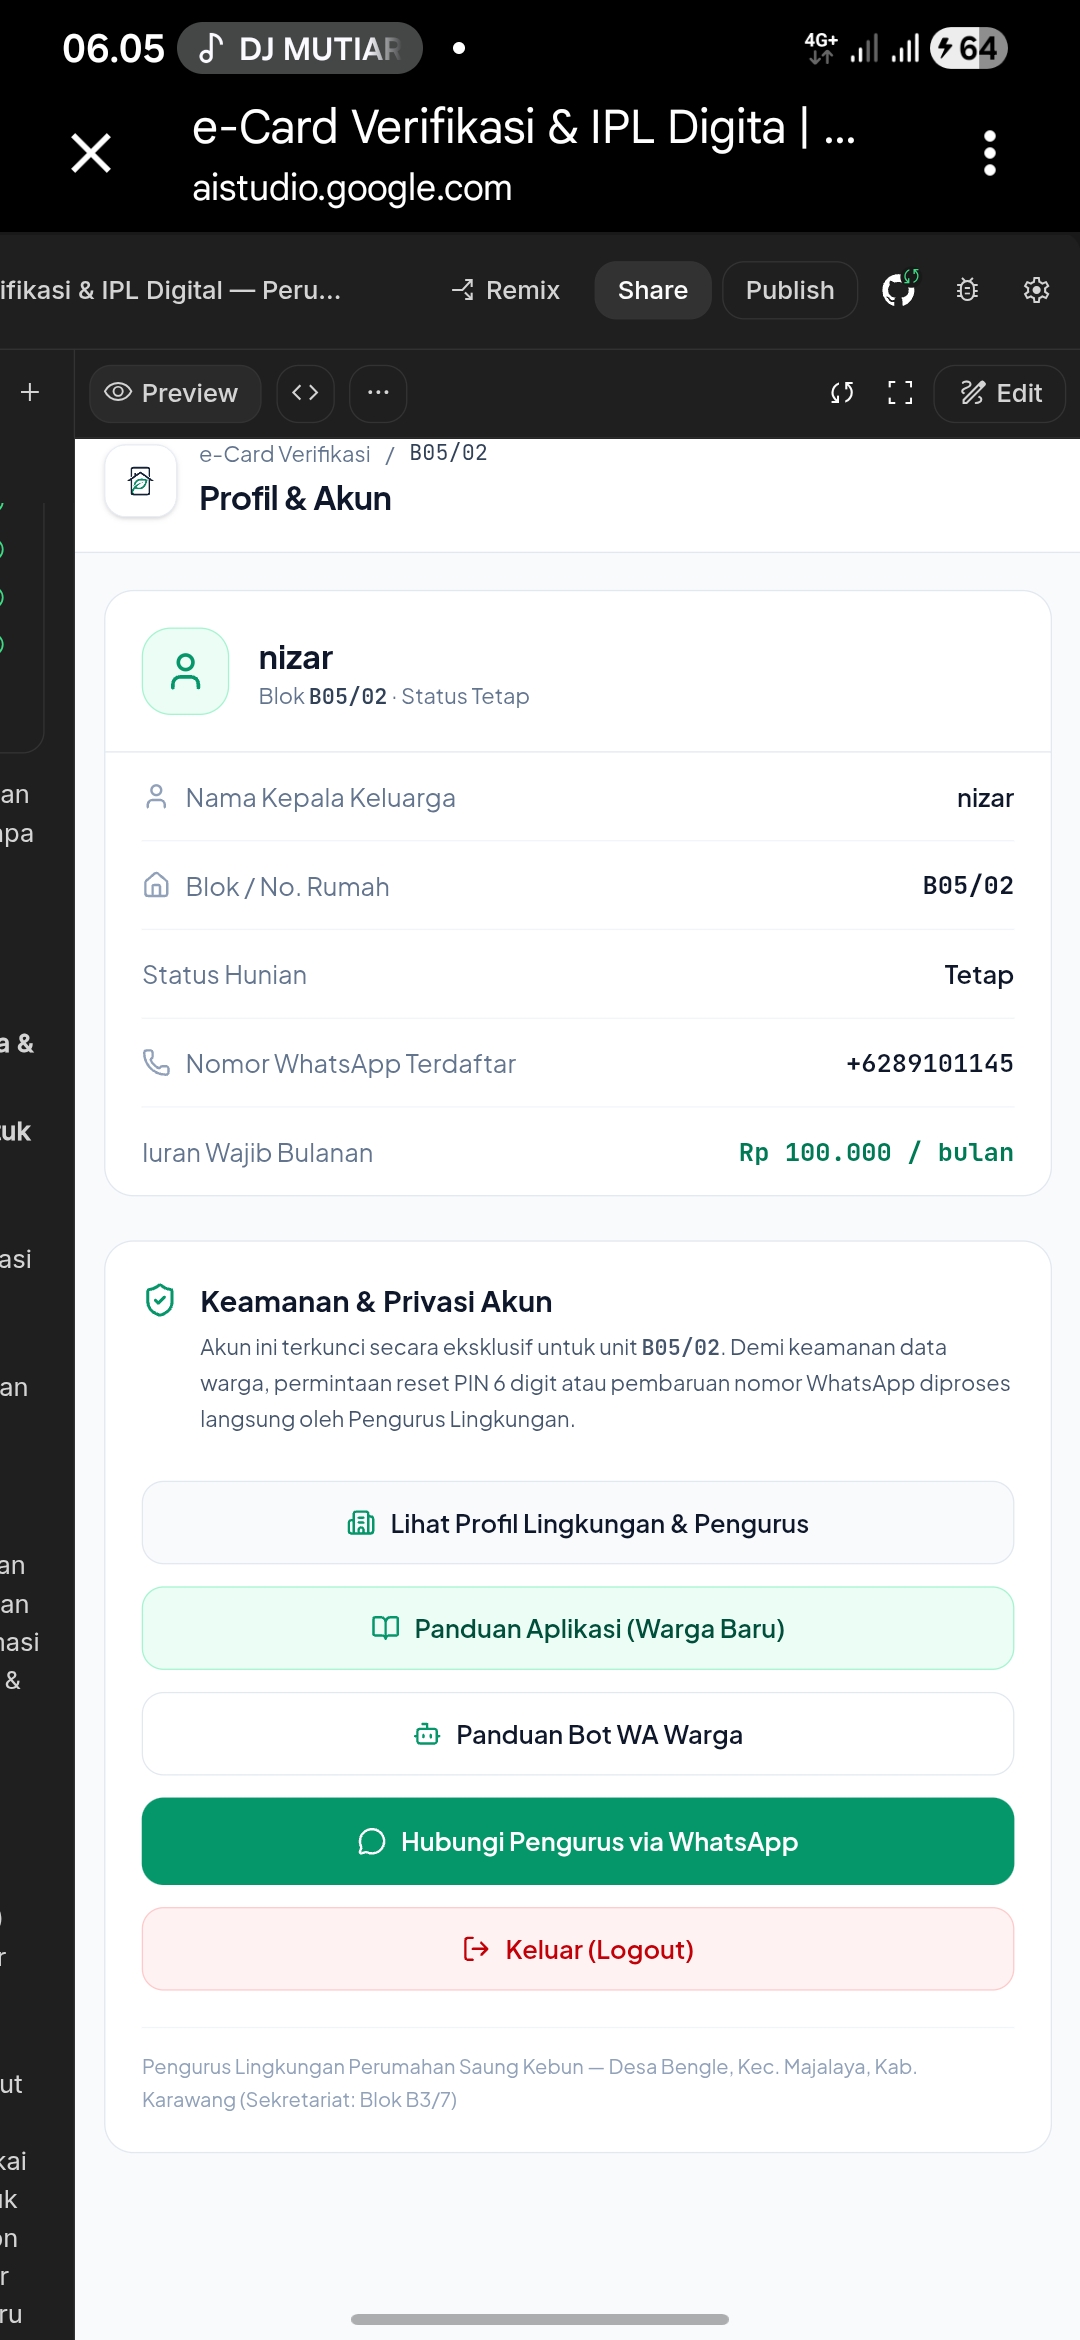 06.05
DJ MUTIAR
4G+
64
e-Card Verifikasi & IPL Digita | ...
aistudio.google.com
ifikasi & IPL Digital — Peru...
Remix
Share
Publish
Preview
Edit
e-Card Verifikasi / B05/02
Profil & Akun
nizar
Blok B05/02 · Status Tetap
Nama Kepala Keluarga
nizar
Blok / No. Rumah
B05/02
Status Hunian
Tetap
Nomor WhatsApp Terdaftar
+6289101145
Iuran Wajib Bulanan
Rp 100.000 / bulan
Keamanan & Privasi Akun
Akun ini terkunci secara eksklusif untuk unit B05/02. Demi keamanan data
warga, permintaan reset PIN 6 digit atau pembaruan nomor WhatsApp diproses
langsung oleh Pengurus Lingkungan.
Lihat Profil Lingkungan & Pengurus
Panduan Aplikasi (Warga Baru)
Panduan Bot WA Warga
Hubungi Pengurus via WhatsApp
Keluar (Logout)
Pengurus Lingkungan Perumahan Saung Kebun — Desa Bengle, Kec. Majalaya, Kab.
Karawang (Sekretariat: Blok B3/7)